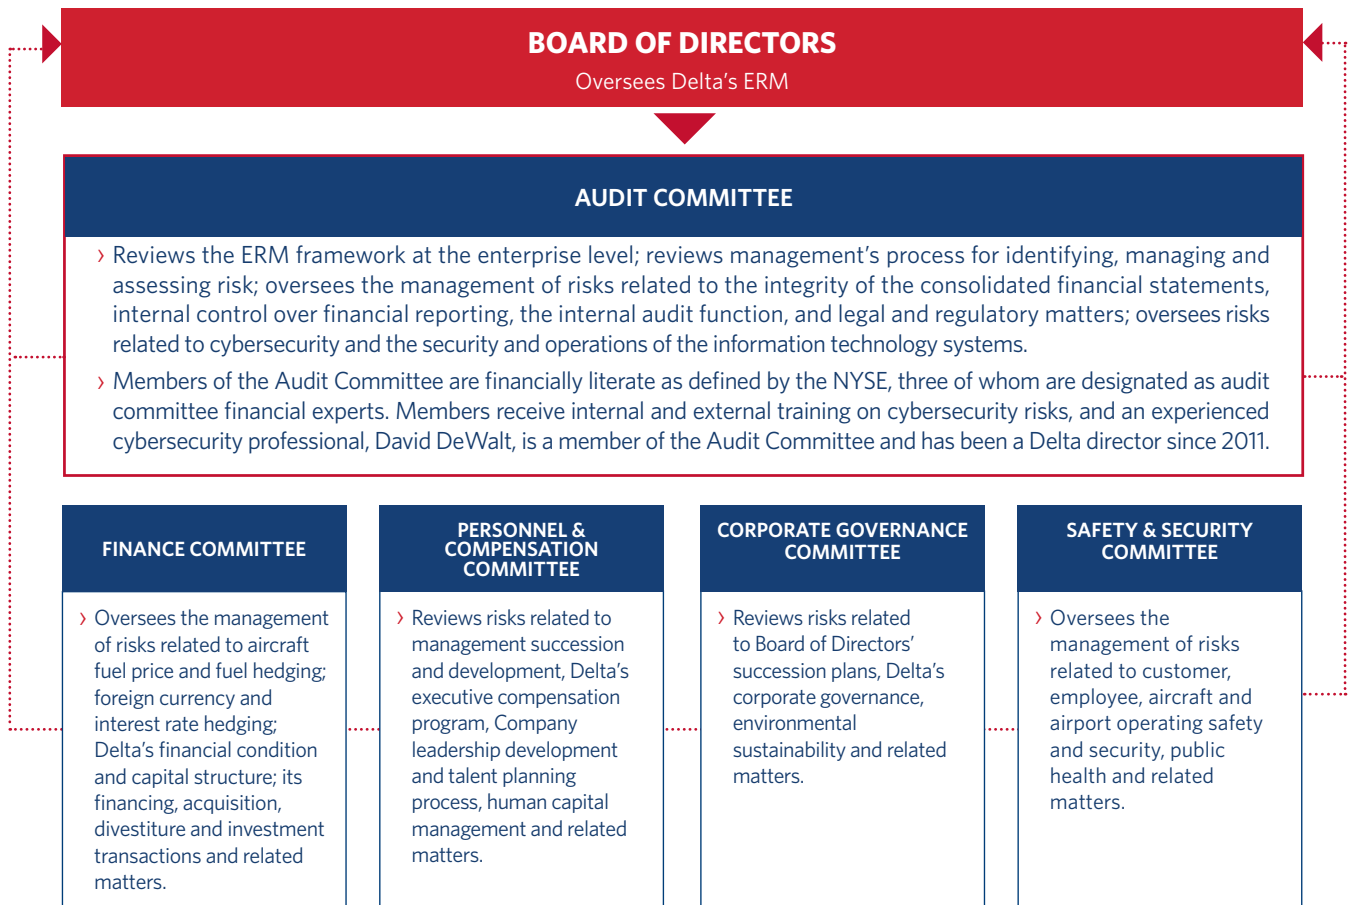 BOARD OF DIRECTORS
Oversees Delta's ERM
AUDIT COMMITTEE
› Reviews the ERM framework at the enterprise level; reviews management's process for identifying, managing and
assessing risk; oversees the management of risks related to the integrity of the consolidated financial statements,
internal control over financial reporting, the internal audit function, and legal and regulatory matters; oversees risks
related to cybersecurity and the security and operations of the information technology systems.
› Members of the Audit Committee are financially literate as defined by the NYSE, three of whom are designated as audit
committee financial experts. Members receive internal and external training on cybersecurity risks, and an experienced
cybersecurity professional, David DeWalt, is a member of the Audit Committee and has been a Delta director since 2011.
FINANCE COMMITTEE
› Oversees the management
of risks related to aircraft
fuel price and fuel hedging;
foreign currency and
interest rate hedging;
Delta's financial condition
and capital structure; its
financing, acquisition,
divestiture and investment
transactions and related
matters.
PERSONNEL &
COMPENSATION
COMMITTEE
› Reviews risks related to
management succession
and development, Delta's
executive compensation
program, Company
leadership development
and talent planning
process, human capital
management and related
matters.
CORPORATE GOVERNANCE
COMMITTEE
› Reviews risks related
to Board of Directors'
succession plans, Delta's
corporate governance,
environmental
sustainability and related
matters.
SAFETY & SECURITY
COMMITTEE
› Oversees the
management of risks
related to customer,
employee, aircraft and
airport operating safety
and security, public
health and related
matters.